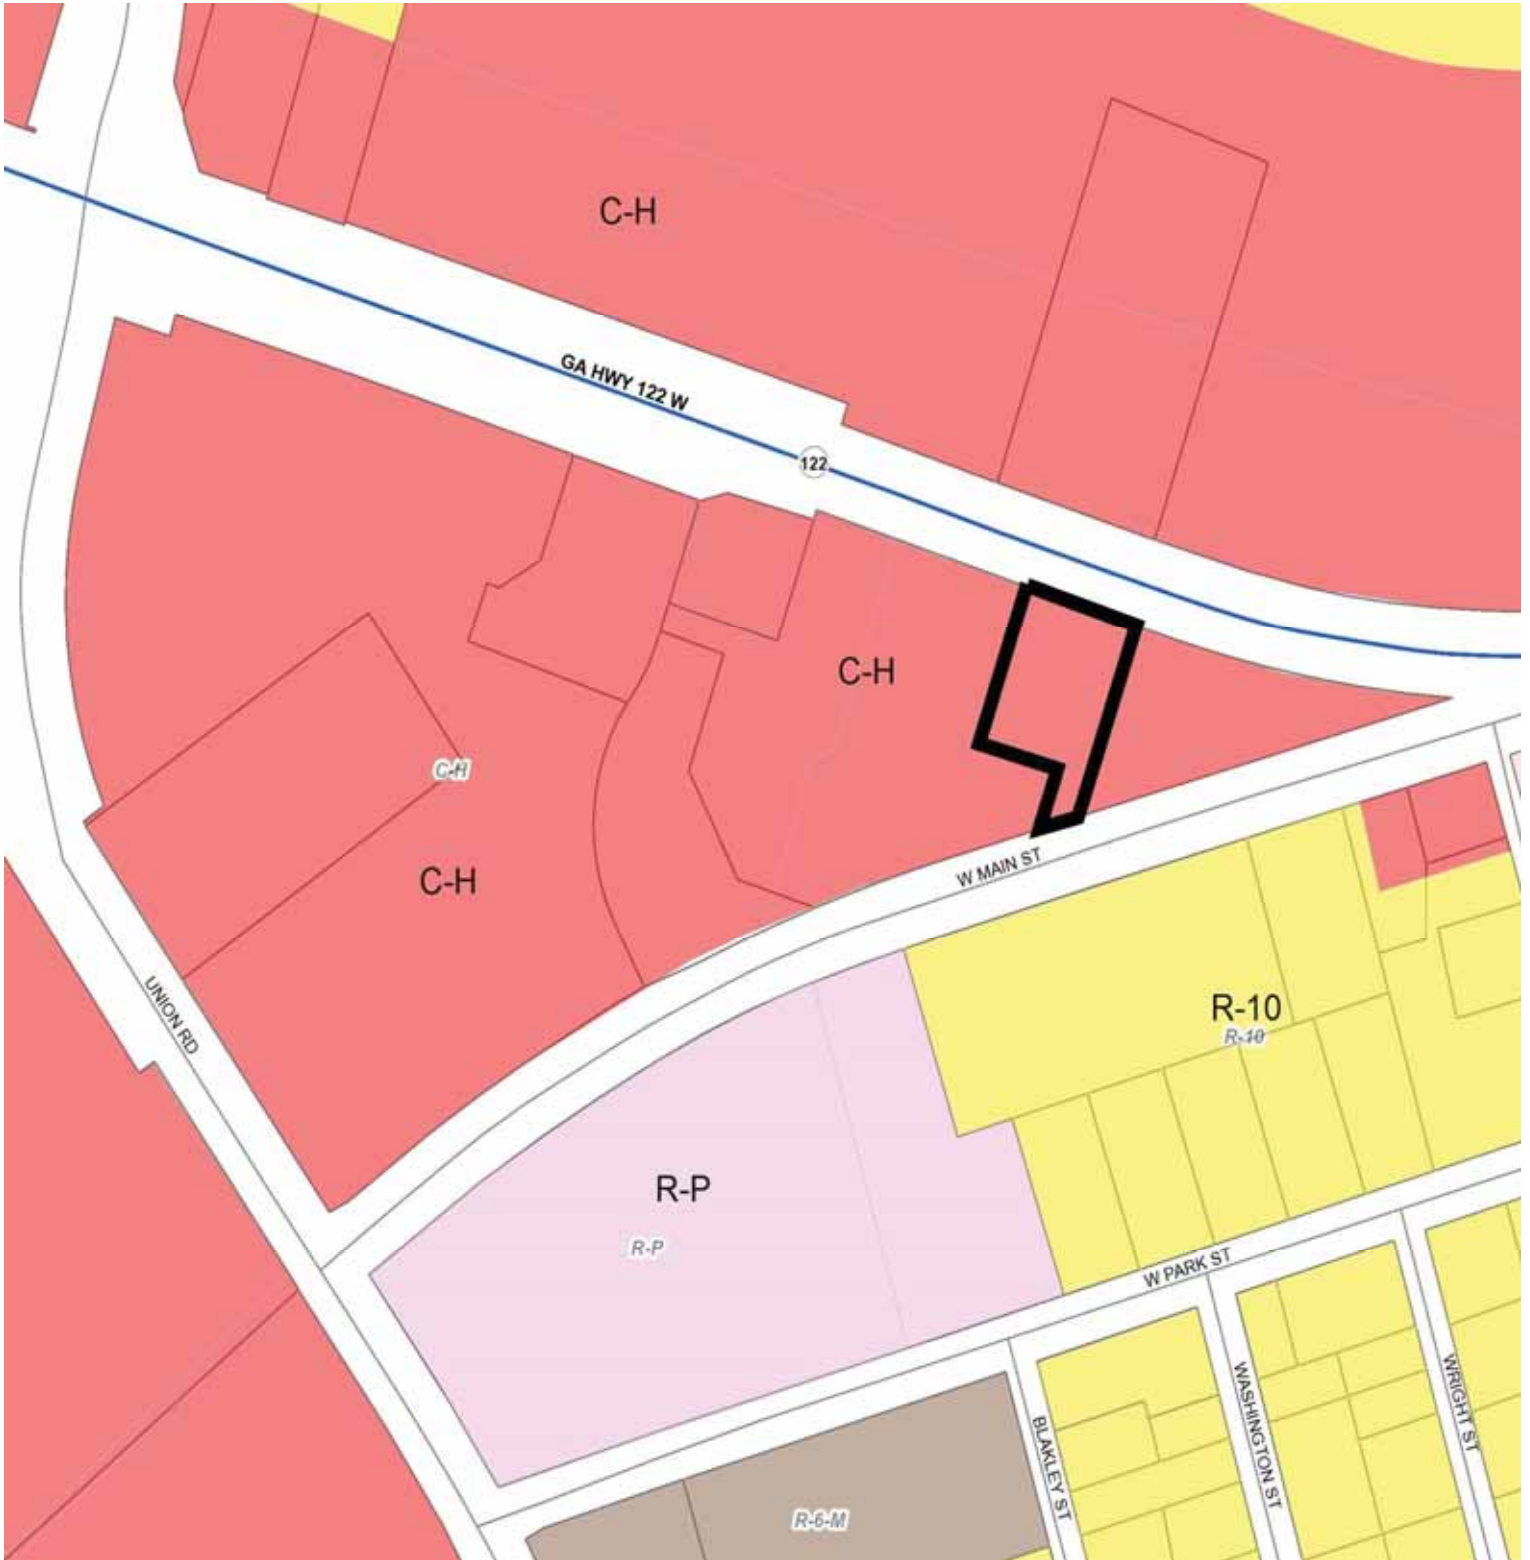 C-H
GA HWY 122 W
122
C-H
C-H
C-H
W MAIN ST
UNION RD
R-10
R-10
R-P
R-P
W PARK ST
WRIGHT ST
WASHINGTON ST
BLAKLEY ST
R-6-M